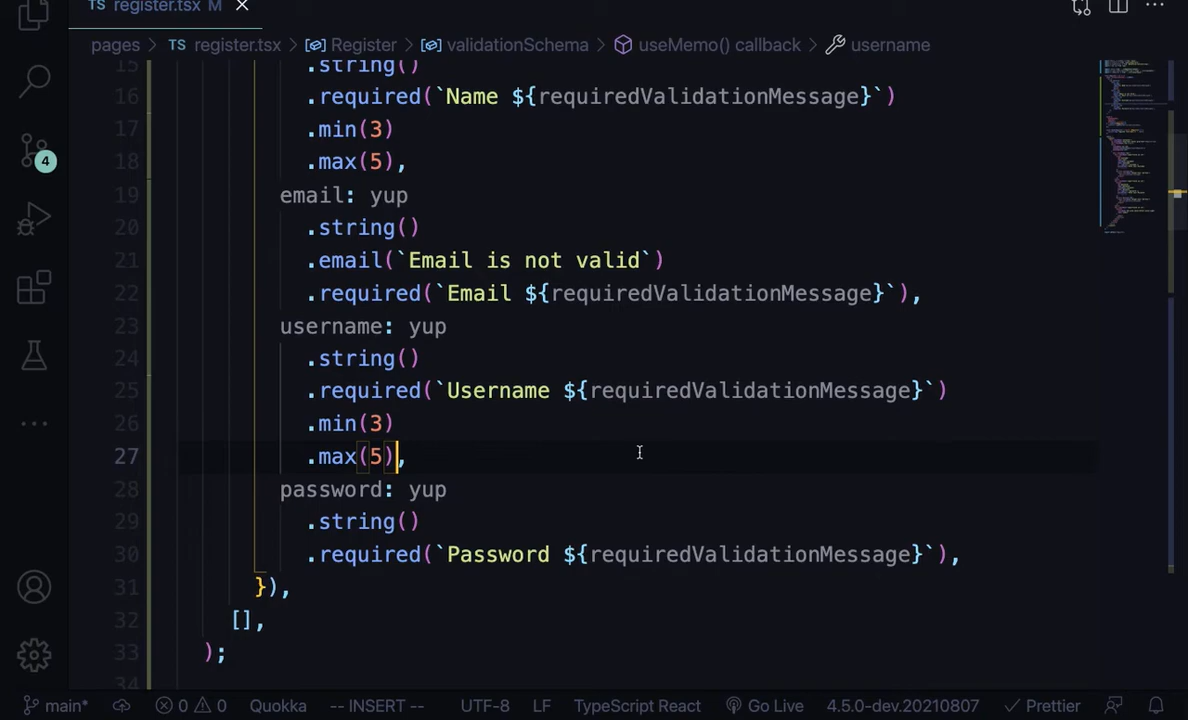 TS register.tsx M
pages > TS register.tsx > Register > validationSchema > useMemo() callback > username
15 .string()
16 .required(`Name ${requiredValidationMessage}`)
17 .min(3)
18 .max(5),
19 email: yup
20 .string()
21 .email(`Email is not valid`)
22 .required(`Email ${requiredValidationMessage}`),
23 username: yup
24 .string()
25 .required(`Username ${requiredValidationMessage}`)
26 .min(3)
27 .max(5),
28 password: yup
29 .string()
30 .required(`Password ${requiredValidationMessage}`),
31 }),
32 [],
33 );
34
4
main* 0 0 Quokka -- INSERT -- UTF-8 LF TypeScript React Go Live 4.5.0-dev.20210807 Prettier